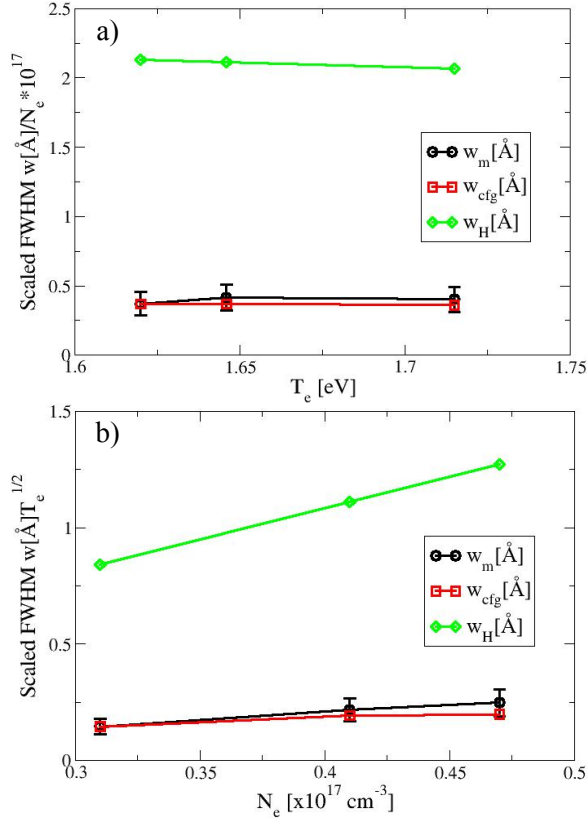 a)
Scaled FWHM w[Å]/N_e*10^17
2.5
2
1.5
1
0.5
0
w_m[Å]
w_cfg[Å]
w_H[Å]
1.6
1.65
1.7
1.75
T_e [eV]
b)
Scaled FWHM w[Å]T_e^1/2
1.5
1
0.5
0
w_m[Å]
w_cfg[Å]
w_H[Å]
0.3
0.35
0.4
0.45
0.5
N_e [x10^17 cm^-3]